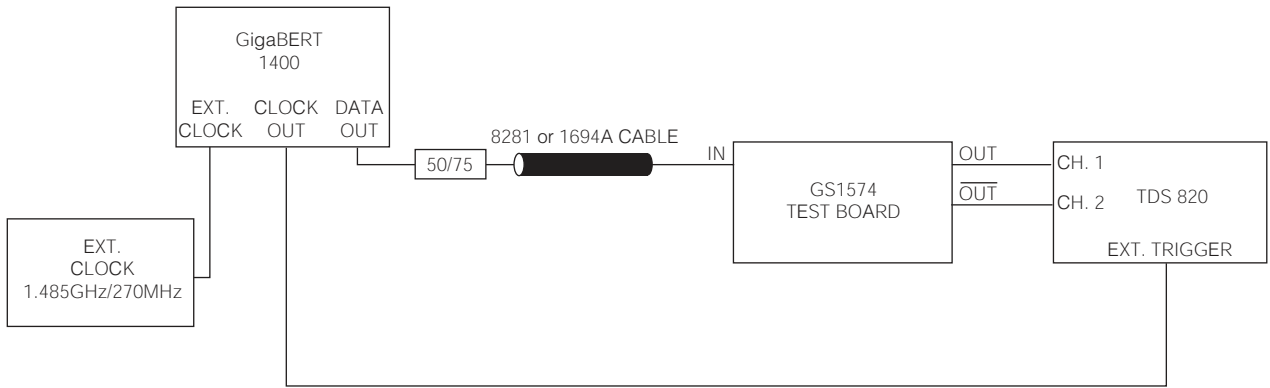 GigaBERT
1400
EXT.
CLOCK
CLOCK
OUT
DATA
OUT
8281 or 1694A CABLE
50/75
IN
GS1574
TEST BOARD
OUT
OUT
CH. 1
CH. 2
TDS 820
EXT. TRIGGER
EXT.
CLOCK
1.485GHz/270MHz